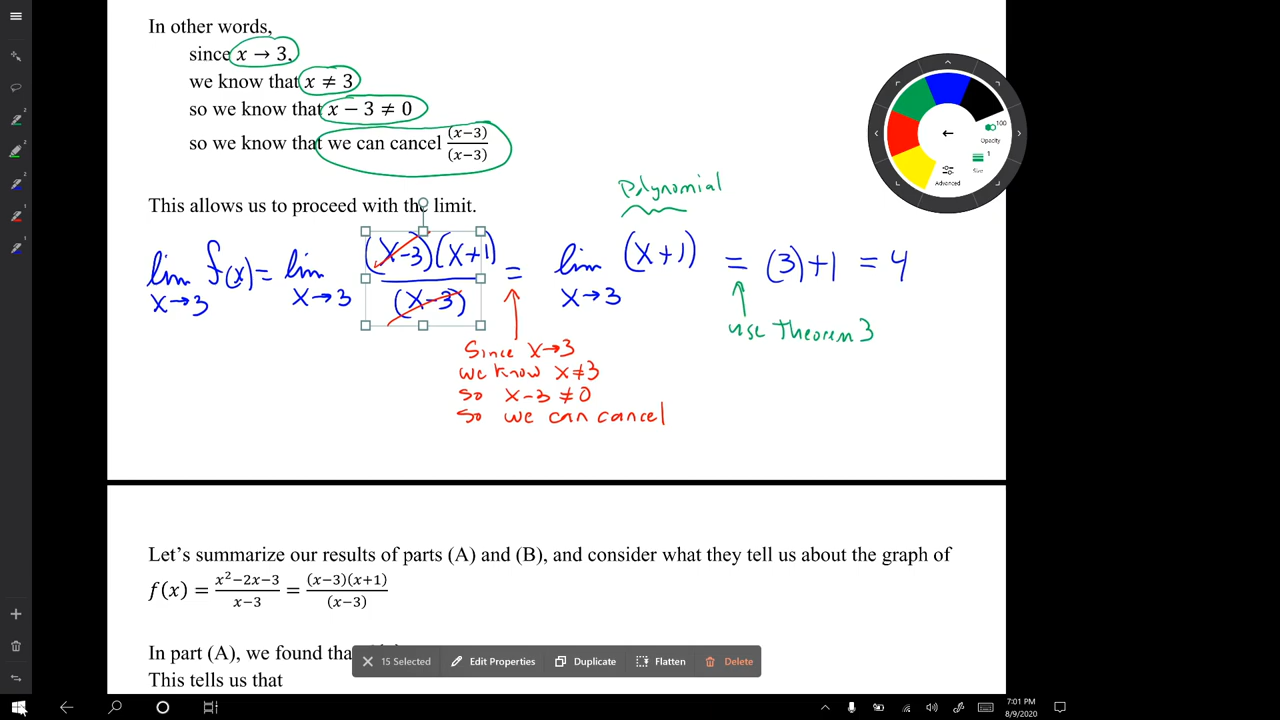 In other words,
since x → 3,
we know that x ≠ 3
so we know that x − 3 ≠ 0
so we know that we can cancel (x−3)/(x−3)
This allows us to proceed with the limit.
Polynomial
lim x→3 f(x) = lim x→3 (x-3)(x+1)/(x-3) = lim x→3 (x+1) = (3)+1 = 4
use Theorem 3
Since x→3
we know x≠3
so x-3 ≠0
so we can cancel
Let's summarize our results of parts (A) and (B), and consider what they tell us about the graph of
f(x) = x²−2x−3/x−3 = (x−3)(x+1)/(x−3)
In part (A), we found tha
This tells us that
15 Selected Edit Properties Duplicate Flatten Delete
100
Opacity
1
Size
Advanced
7:01 PM
8/9/2020